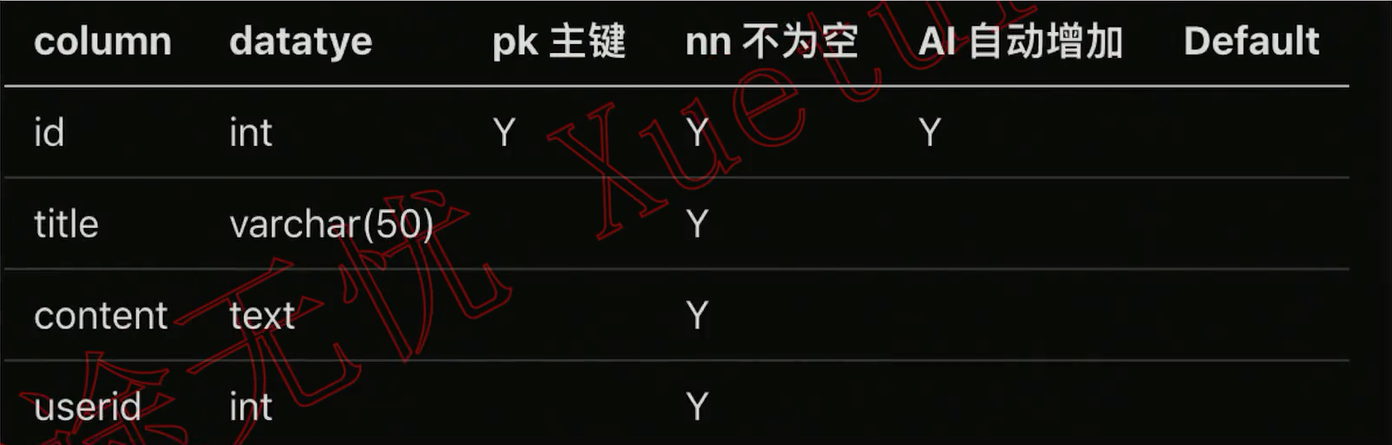 column datatye pk 主键 nn 不为空 AI 自动增加 Default
id int Y Y Y
title varchar(50) Y
content text Y
userid int Y
涂无忧 Xuetu